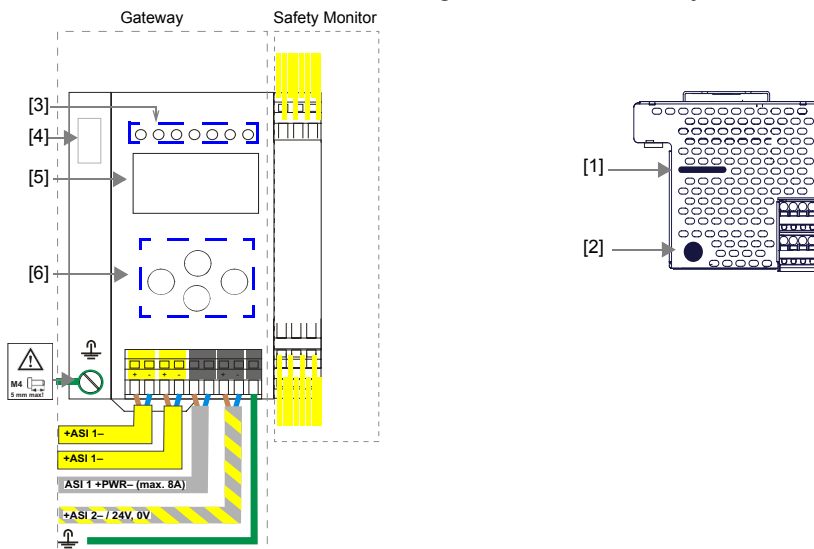 Gateway
Safety Monitor
[3]
[4]
[5]
[6]
[1]
[2]
M4
5 mm max!
+ - + - + -
+ASI 1–
+ASI 1–
ASI 1 +PWR– (max. 8A)
+ASI 2– / 24V, 0V